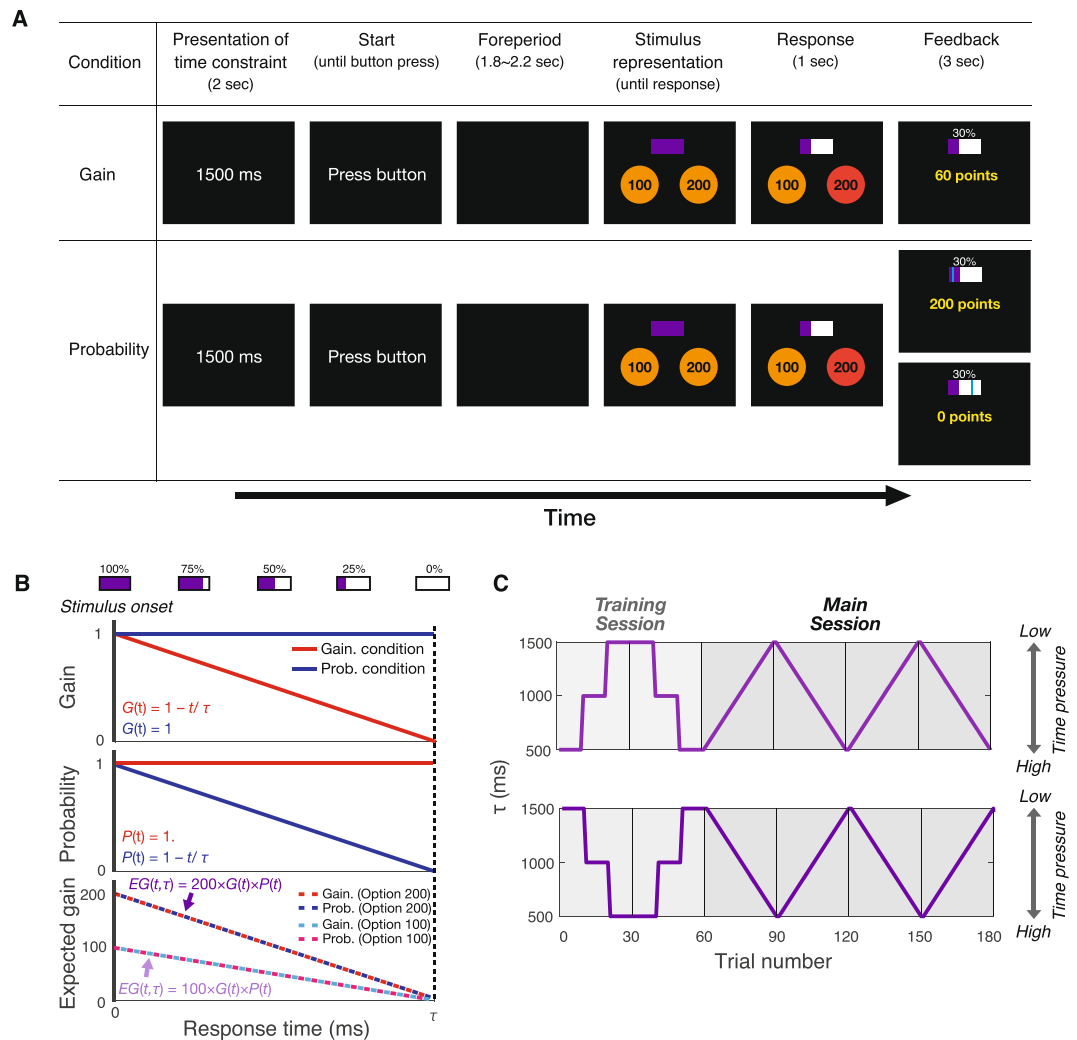 A
Condition
Presentation of
time constraint
(2 sec)
Start
(until button press)
Foreperiod
(1.8~2.2 sec)
Stimulus
representation
(until response)
Response
(1 sec)
Feedback
(3 sec)
Gain
1500 ms
Press button
100
200
100
200
30%
60 points
Probability
1500 ms
Press button
100
200
100
200
30%
200 points
30%
0 points
Time
B
100%
75%
50%
25%
0%
Stimulus onset
Gain
1
0
Gain. condition
Prob. condition
G(t) = 1 – t/ τ
G(t) = 1
Probability
1
0
P(t) = 1.
P(t) = 1 – t/ τ
Expected gain
200
100
0
EG(t,τ) = 200×G(t)×P(t)
Gain. (Option 200)
Prob. (Option 200)
Gain. (Option 100)
Prob. (Option 100)
EG(t,τ) = 100×G(t)×P(t)
0
τ
Response time (ms)
C
Training
Session
Main
Session
τ (ms)
1500
1000
500
Low
Time pressure
High
1500
1000
500
Low
Time pressure
High
0
30
60
90
120
150
180
Trial number